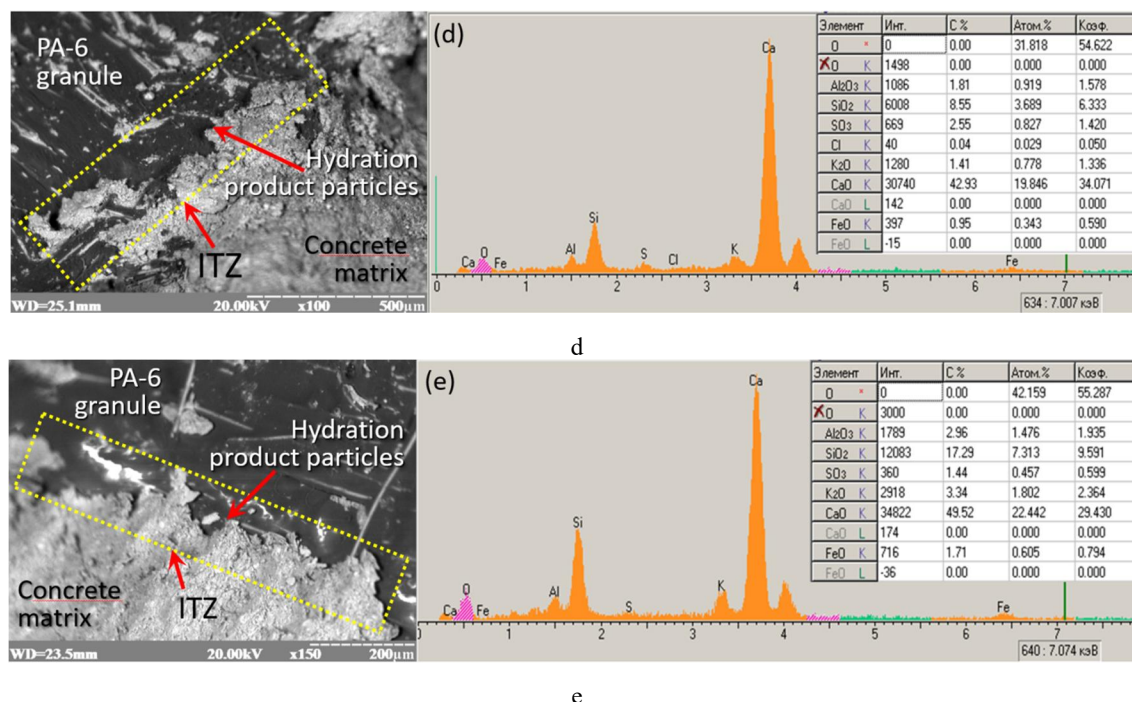 PA-6
granule
Hydration
product particles
ITZ
Concrete
matrix
WD=25.1mm 20.00kV x100 500µm
(d)
Ca
Si
Al
O
Ca Fe
S
Cl
K
Fe
0 1 2 3 4 5 6 7
634 : 7.007 кэВ
Элемент Инт. C % Атом.% Коэф.
O * 0 0.00 31.818 54.622
O K 1498 0.00 0.000 0.000
Al2O3 K 1086 1.81 0.919 1.578
SiO2 K 6008 8.55 3.689 6.333
SO3 K 669 2.55 0.827 1.420
Cl K 40 0.04 0.029 0.050
K2O K 1280 1.41 0.778 1.336
CaO K 30740 42.93 19.846 34.071
CaO L 142 0.00 0.000 0.000
FeO K 397 0.95 0.343 0.590
FeO L -15 0.00 0.000 0.000
d
PA-6
granule
Hydration
product particles
Concrete
matrix
ITZ
WD=23.5mm 20.00kV x150 200µm
(e)
Ca
Si
O
Al
K
Ca Fe
S
Fe
0 1 2 3 4 5 6 7
640 : 7.074 кэВ
Элемент Инт. C % Атом.% Коэф.
O * 0 0.00 42.159 55.287
O K 3000 0.00 0.000 0.000
Al2O3 K 1789 2.96 1.476 1.935
SiO2 K 12083 17.29 7.313 9.591
SO3 K 360 1.44 0.457 0.599
K2O K 2918 3.34 1.802 2.364
CaO K 34822 49.52 22.442 29.430
CaO L 174 0.00 0.000 0.000
FeO K 716 1.71 0.605 0.794
FeO L -36 0.00 0.000 0.000
e